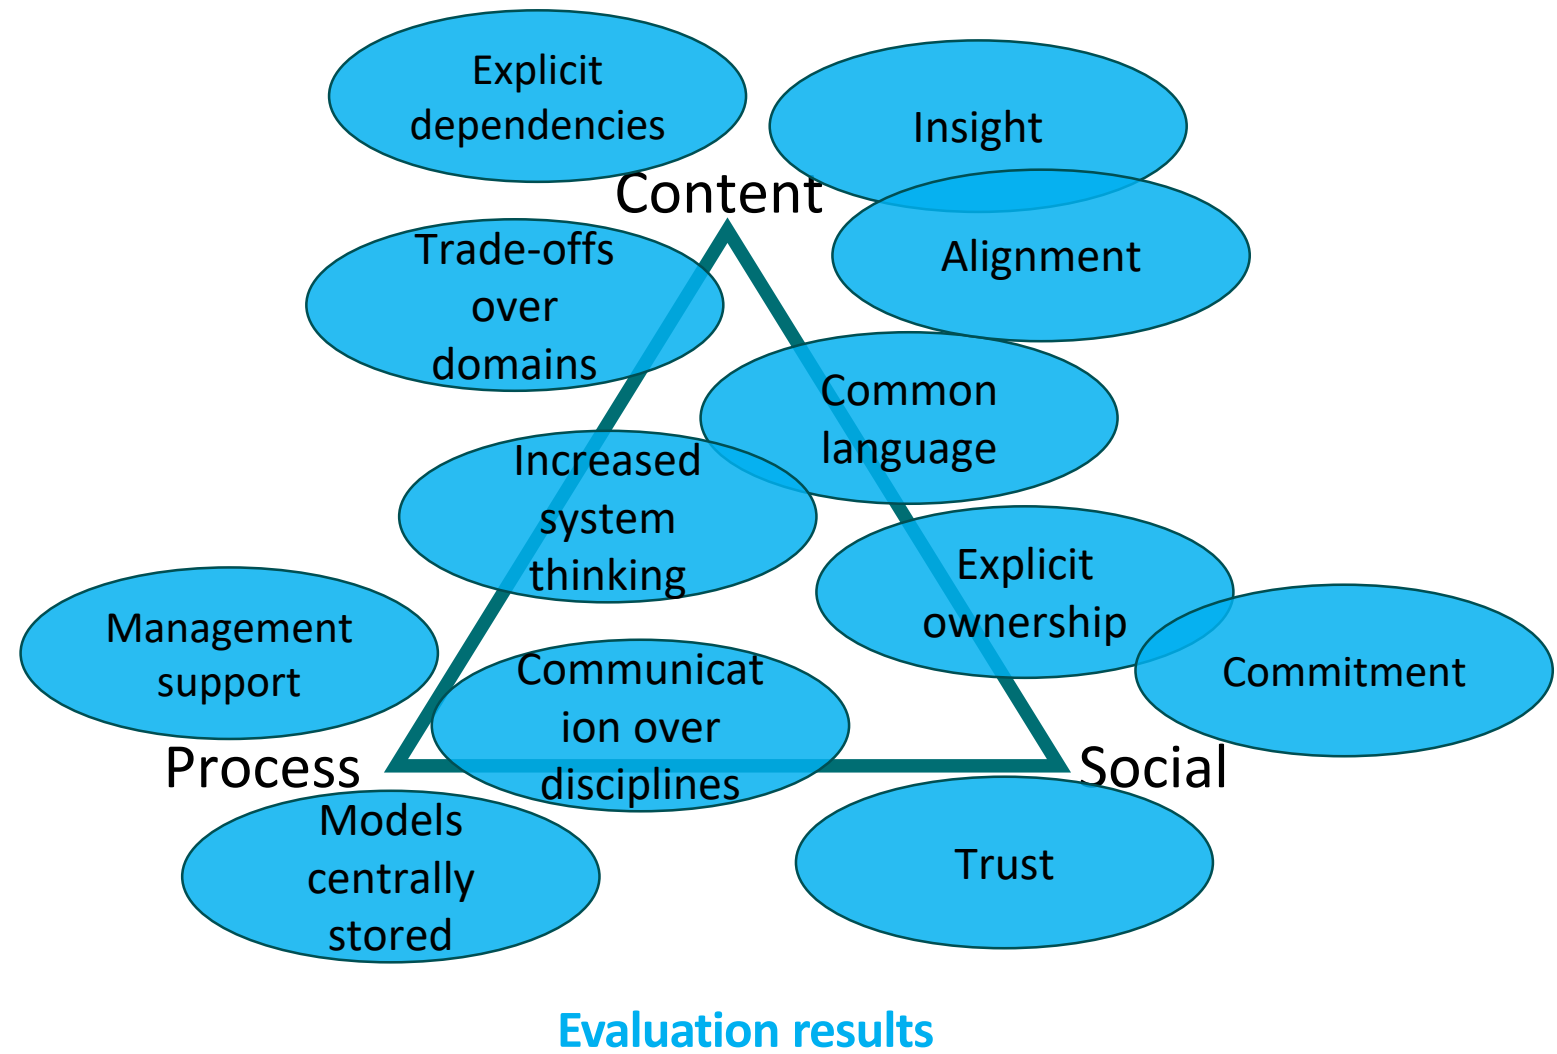 Explicit
dependencies
Insight
Content
Trade-offs
over
domains
Alignment
Common
language
Increased
system
thinking
Explicit
ownership
Management
support
Commitment
Communicat
ion over
disciplines
Process
Social
Models
centrally
stored
Trust
Evaluation results